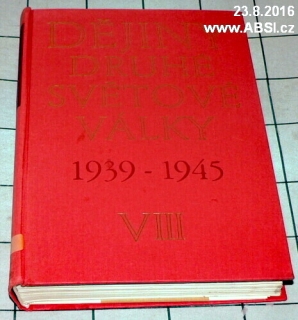 23.8.2016
www.ABSI.cz
DĚJINY
DRUHÉ
SVĚTOVÉ
VÁLKY
1939 - 1945
VIII